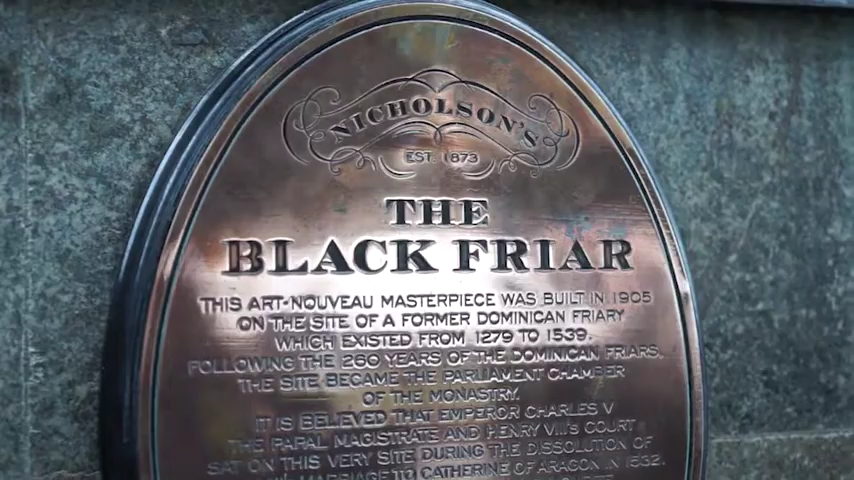 NICHOLSON'S
EST. 1873
THE
BLACK FRIAR
THIS ART-NOUVEAU MASTERPIECE WAS BUILT IN 1905
ON THE SITE OF A FORMER DOMINICAN FRIARY
WHICH EXISTED FROM 1279 TO 1539.
FOLLOWING THE 260 YEARS OF THE DOMINICAN FRIARS,
THE SITE BECAME THE PARLIAMENT CHAMBER
OF THE MONASTRY.
IT IS BELIEVED THAT EMPEROR CHARLES V
THE PAPAL MAGISTRATE AND HENRY VIII.'S COURT
SAT ON THIS VERY SITE DURING THE DISSOLUTION OF
MARRIAGE TO CATHERINE OF ARAGON IN 1532.